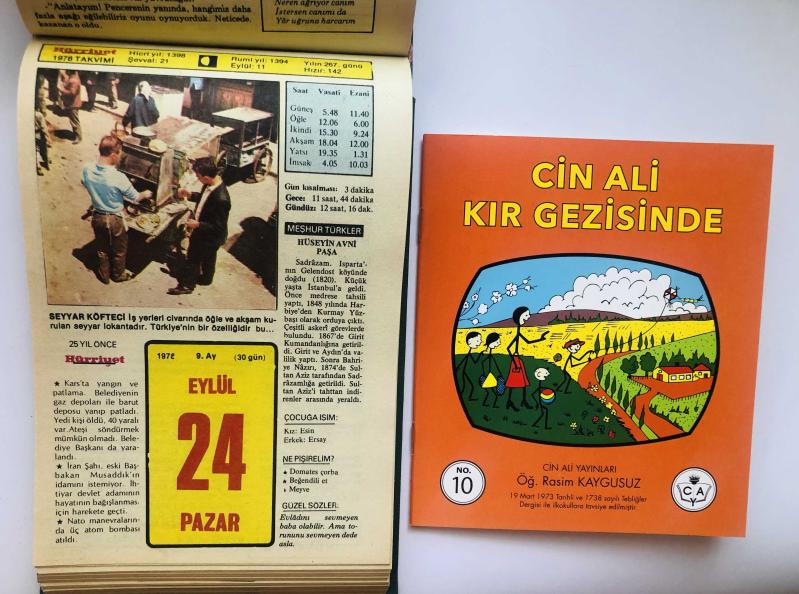 -"Anlatayım! Pencerenin yanında, hangimiz daha
fazla aşağı eğilebiliriz oyunu oynuyorduk. Neticede,
kazanan o oldu.
Neren ağrıyor canım
İstersen canımı da
Yâr uğruna harcarım
Hürriyet
1978 TAKVİMİ
Hicri yıl: 1398
Şevval: 21
Rumi yıl: 1394
Eylül: 11
Yılın 267. günü
Hızır: 142
Saat Vasati Ezani
Güneş 5.48 11.40
Öğle 12.06 6.00
İkindi 15.30 9.24
Akşam 18.04 12.00
Yatsı 19.35 1.31
İmsak 4.05 10.03
Gün kısalması: 3 dakika
Gece: 11 saat, 44 dakika
Gündüz: 12 saat, 16 dak.
SEYYAR KÖFTECİ İş yerleri civarında öğle ve akşam ku-
rulan seyyar lokantadır. Türkiye'nin bir özelliğidir bu...
MEŞHUR TÜRKLER
HÜSEYİN AVNİ
PAŞA
Sadrâzam. Isparta'-
nın Gelendost köyünde
doğdu (1820). Küçük
yaşta İstanbul'a geldi.
Önce medrese tahsili
yaptı, 1848 yılında Har-
biye'den Kurmay Yüz-
başı olarak orduya çıktı.
Çeşitli askerî görevlerde
bulundu. 1867'de Girit
Kumandanlığına getiril-
di. Girit ve Aydın'da va-
lilik yaptı. Sonra Bahri-
ye Nâzırı, 1874'de Sul-
tan Aziz tarafından Sad-
râzamlığa getirildi. Sul-
tan Aziz'i tahttan indi-
renler arasında yeraldı.
25 YIL ÖNCE
Hürriyet
★ Kars'ta yangın ve
patlama. Belediyenin
gaz depoları ile barut
deposu yanıp patladı.
Yedi kişi öldü, 40 yaralı
var. Ateşi söndürmek
mümkün olmadı. Bele-
diye Başkanı da yara-
landı.
★ İran Şahı, eski Baş-
bakan Musaddık'ın
idamını istemiyor. İh-
tiyar devlet adamının
hayatının bağışlanması
için harekete geçti.
★ Nato manevraların-
da üç atom bombası
atıldı.
1978 9. Ay (30 gün)
EYLÜL
24
PAZAR
ÇOCUĞA İSİM:
Kız: Esin
Erkek: Ersay
NE PİŞİRELİM?
★ Domates çorba
★ Beğendili et
★ Meyve
GÜZEL SÖZLER:
Evlâdını sevmeyen
baba olabilir. Ama to-
rununu sevmeyen dede
asla.
CİN ALİ
KIR GEZİSİNDE
NO.
10
CİN ALİ YAYINLARI
Öğ. Rasim KAYGUSUZ
19 Mart 1973 Tarihli ve 1738 sayılı Tebliğler
Dergisi ile ilkokullara tavsiye edilmiştir.
C A
Y